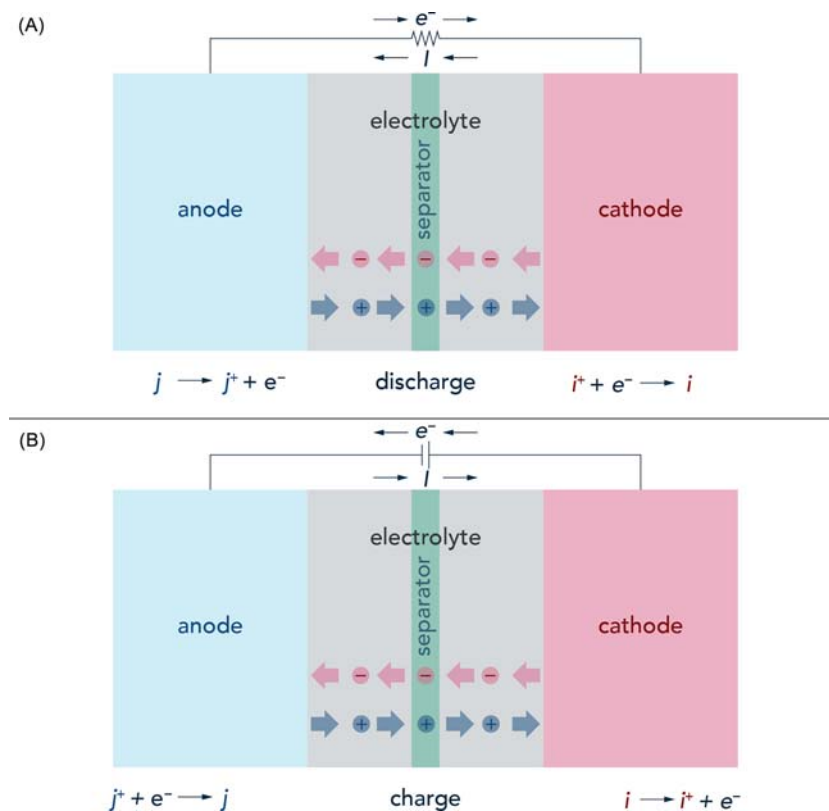 (A)
e⁻
I
electrolyte
separator
anode
cathode
− − −
+ + +
j → j⁺ + e⁻
discharge
i⁺ + e⁻ → i
(B)
e⁻
I
electrolyte
separator
anode
cathode
− − −
+ + +
j⁺ + e⁻ → j
charge
i → i⁺ + e⁻